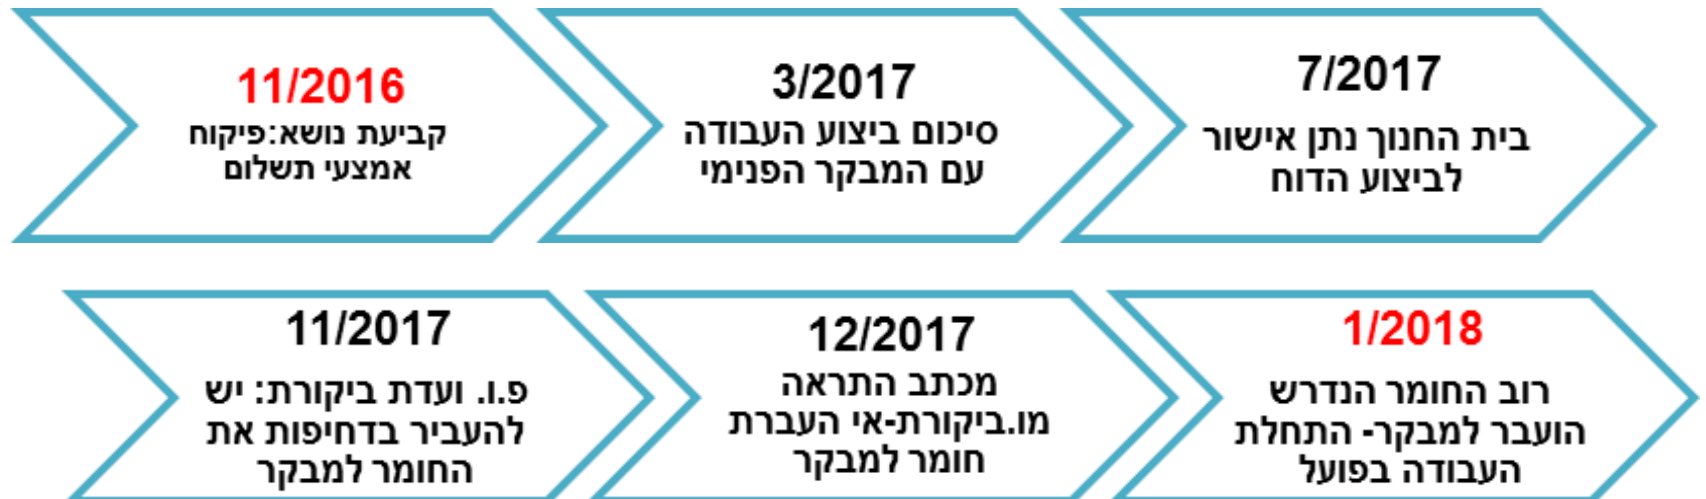 11/2016
קביעת נושא:פיקוח
אמצעי תשלום
3/2017
סיכום ביצוע העבודה
עם המבקר הפנימי
7/2017
בית החנוך נתן אישור
לביצוע הדוח
11/2017
פ.ו. ועדת ביקורת: יש
להעביר בדחיפות את
החומר למבקר
12/2017
מכתב התראה
מו.ביקורת-אי העברת
חומר למבקר
1/2018
רוב החומר הנדרש
הועבר למבקר- התחלת
העבודה בפועל